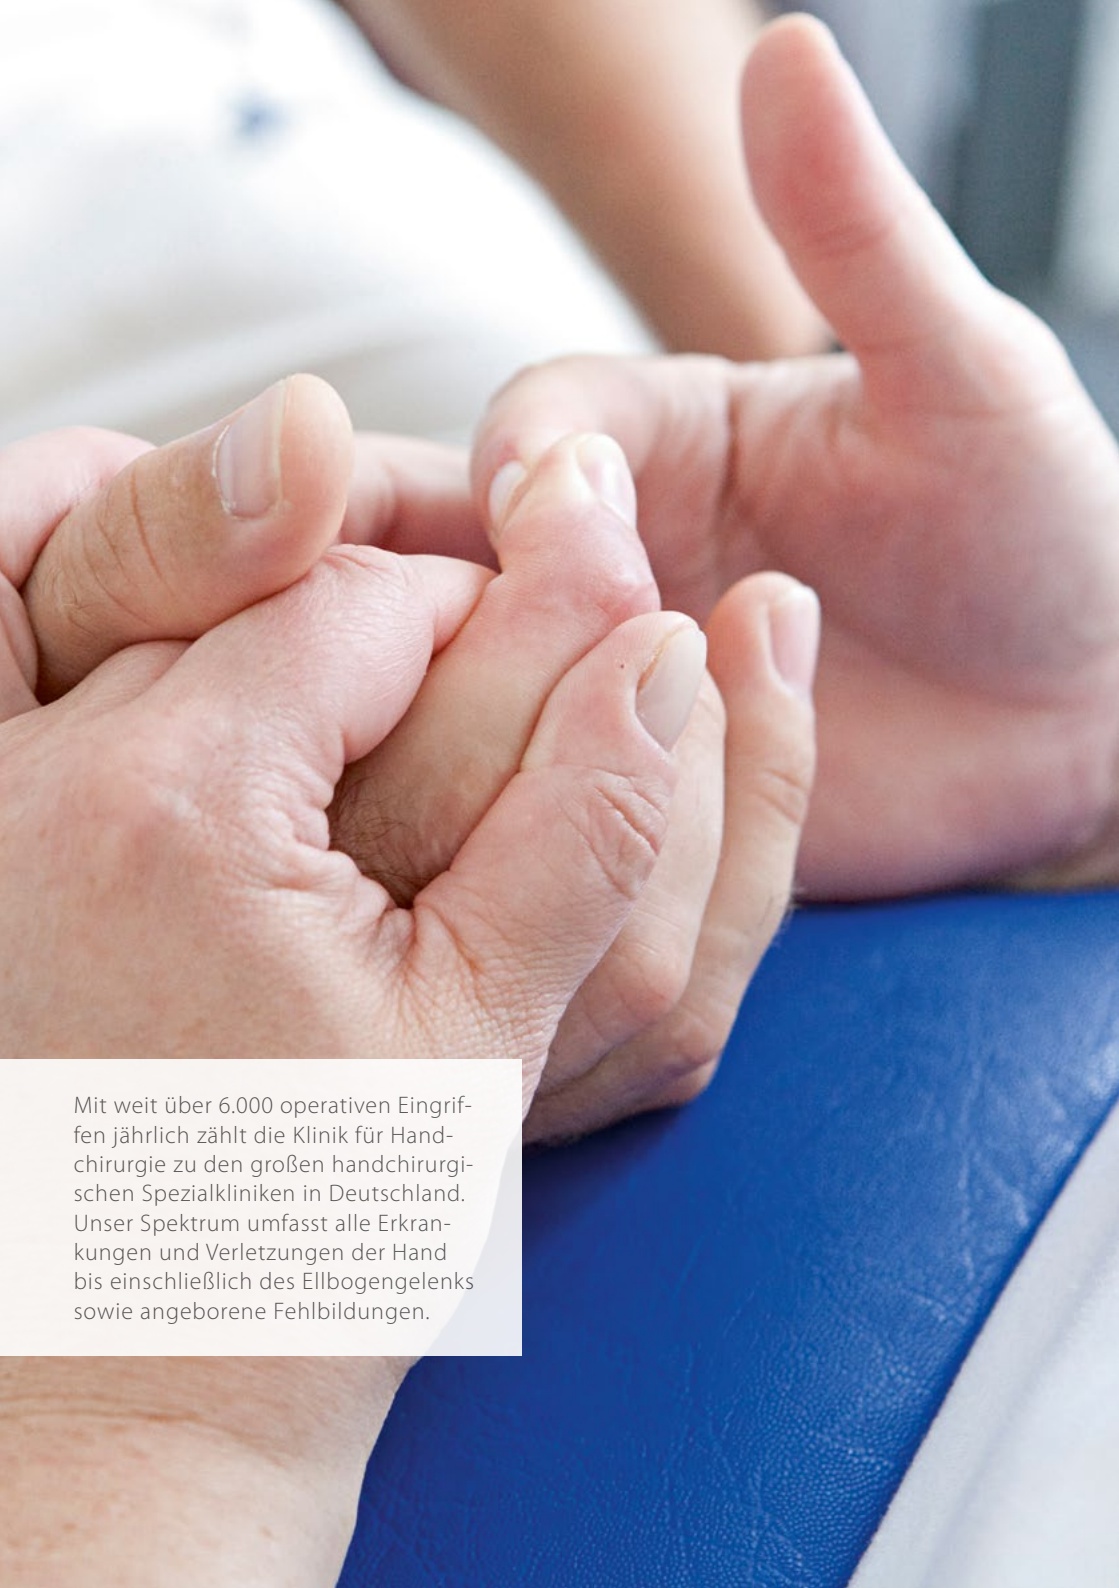 Mit weit über 6.000 operativen Eingrif-
fen jährlich zählt die Klinik für Hand-
chirurgie zu den großen handchirurgi-
schen Spezialkliniken in Deutschland.
Unser Spektrum umfasst alle Erkran-
kungen und Verletzungen der Hand
bis einschließlich des Ellbogengelenks
sowie angeborene Fehlbildungen.